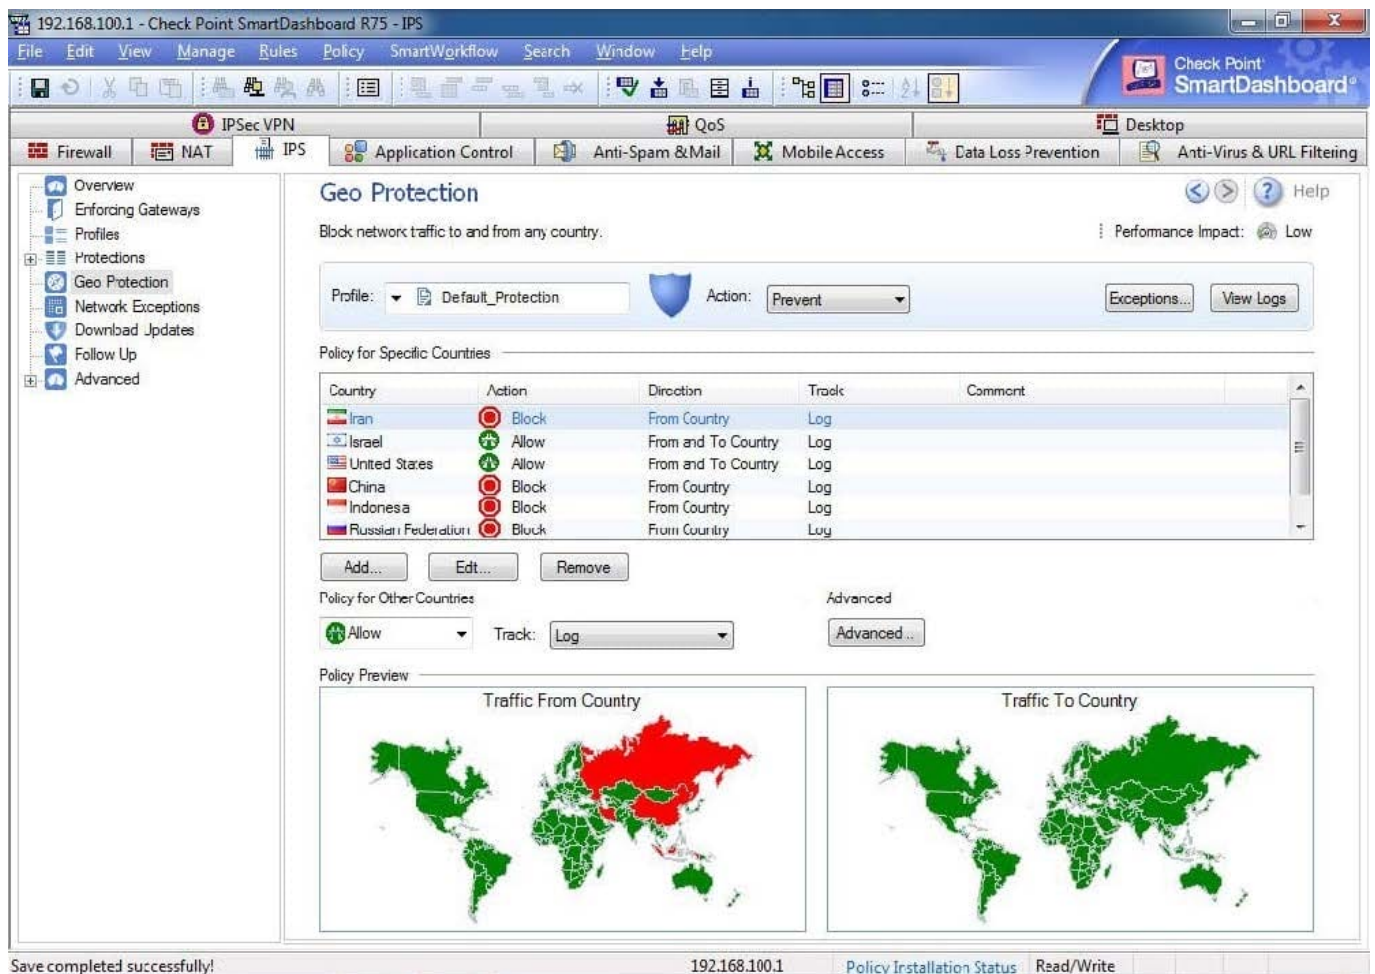 192.168.100.1 - Check Point SmartDashboard R75 - IPS
File Edit View Manage Rules Policy SmartWorkflow Search Window Help
Check Point
SmartDashboard
IPSec VPN QoS Desktop
Firewall NAT IPS Application Control Anti-Spam & Mail Mobile Access Data Loss Prevention Anti-Virus & URL Filtering
Overview
Enforcing Gateways
Profiles
Protections
Geo Protection
Network Exceptions
Download Updates
Follow Up
Advanced
Geo Protection
Help
Block network traffic to and from any country.
Performance Impact: Low
Profile: Default_Protection Action: Prevent Exceptions... View Logs
Policy for Specific Countries
Country Action Direction Track Comment
Iran Block From Country Log
Israel Allow From and To Country Log
United States Allow From and To Country Log
China Block From Country Log
Indonesia Block From Country Log
Russian Federation Block From Country Log
Add... Edit... Remove
Policy for Other Countries Advanced
Allow Track: Log Advanced...
Policy Preview
Traffic From Country Traffic To Country
Save completed successfully! 192.168.100.1 Policy Installation Status Read/Write